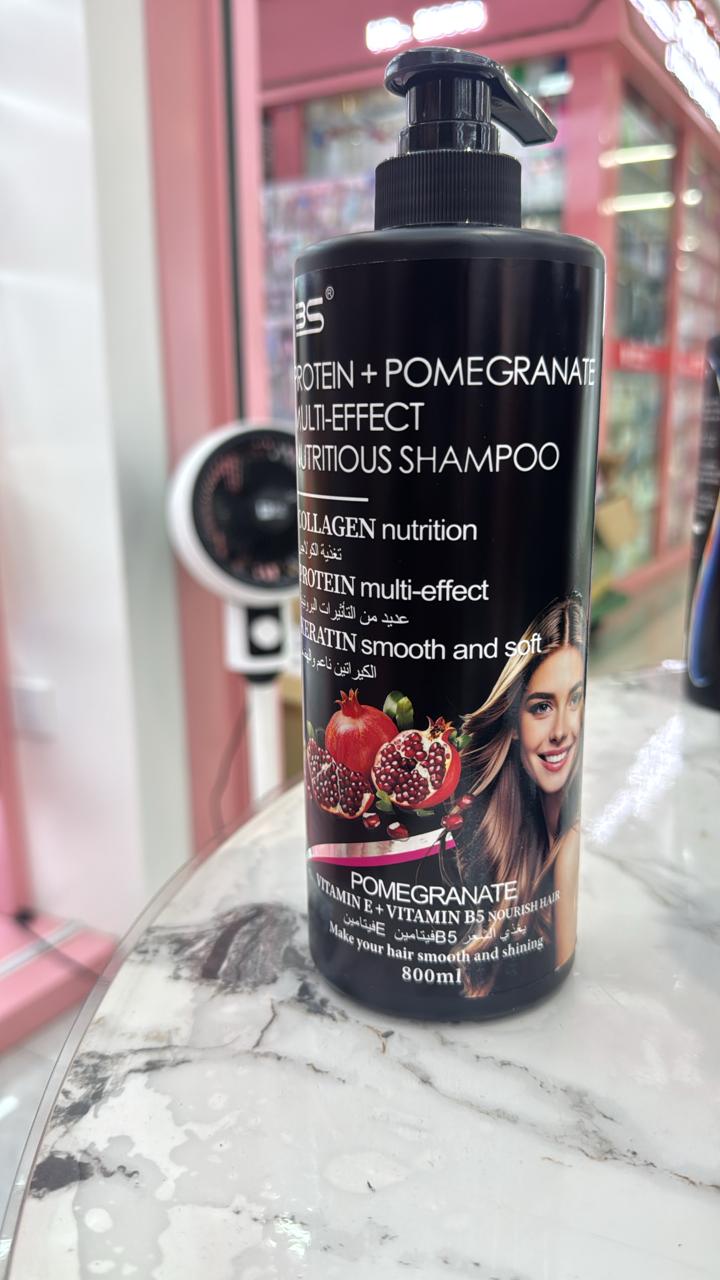 BS®
PROTEIN + POMEGRANATE
MULTI-EFFECT
NUTRITIOUS SHAMPOO
COLLAGEN nutrition
تغذية الكولاجين
PROTEIN multi-effect
عديد من التأثيرات البروتين
KERATIN smooth and soft
الكيراتين ناعم
POMEGRANATE
VITAMIN E + VITAMIN B5 NOURISH HAIR
يغذي الشعر B5فيتامين Eفيتامين
Make your hair smooth and shining
800ml